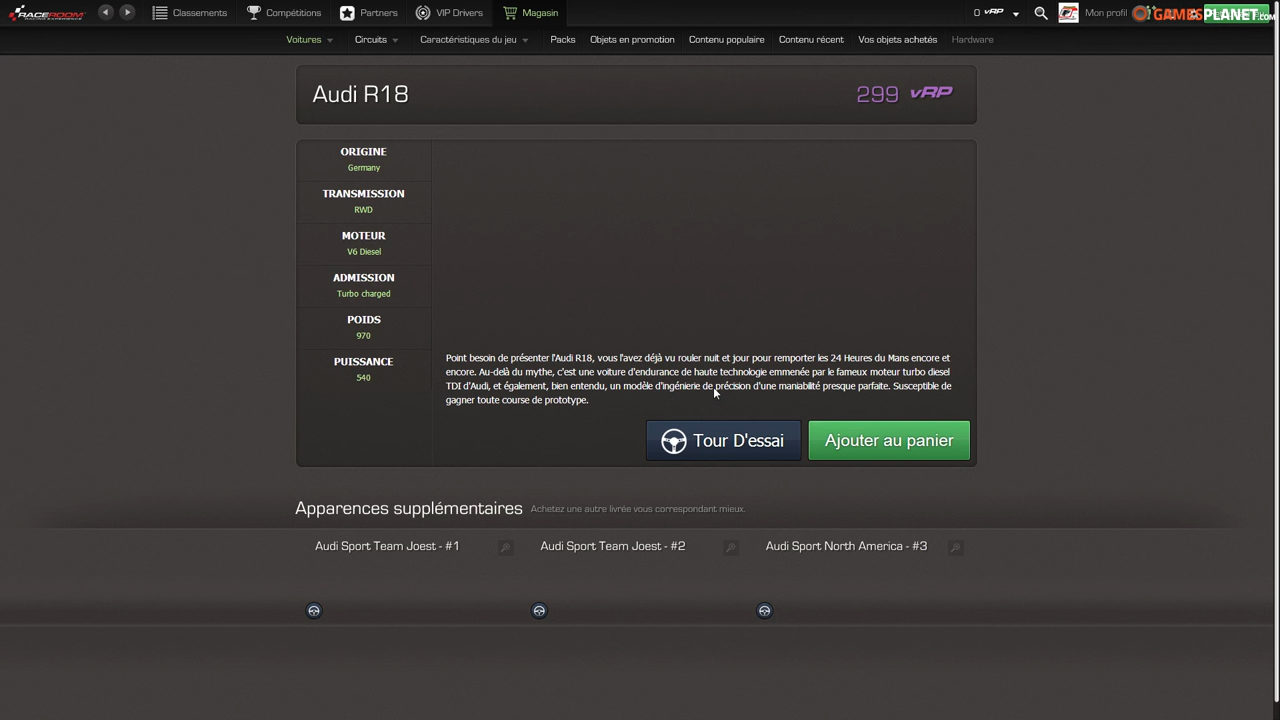 RACEROOM
RACING EXPERIENCE
Classements
Compétitions
Partners
VIP Drivers
Magasin
0 vRP
Mon profil
GAMESPLANET.com
Voitures
Circuits
Caractéristiques du jeu
Packs
Objets en promotion
Contenu populaire
Contenu récent
Vos objets achetés
Hardware
Audi R18
299 vRP
ORIGINE
Germany
TRANSMISSION
RWD
MOTEUR
V6 Diesel
ADMISSION
Turbo charged
POIDS
970
PUISSANCE
540
Point besoin de présenter l'Audi R18, vous l'avez déjà vu rouler nuit et jour pour remporter les 24 Heures du Mans encore et
encore. Au-delà du mythe, c'est une voiture d'endurance de haute technologie emmenée par le fameux moteur turbo diesel
TDI d'Audi, et également, bien entendu, un modèle d'ingénierie de précision d'une maniabilité presque parfaite. Susceptible de
gagner toute course de prototype.
Tour D'essai
Ajouter au panier
Apparences supplémentaires
Achetez une autre livrée vous correspondant mieux.
Audi Sport Team Joest - #1
Audi Sport Team Joest - #2
Audi Sport North America - #3